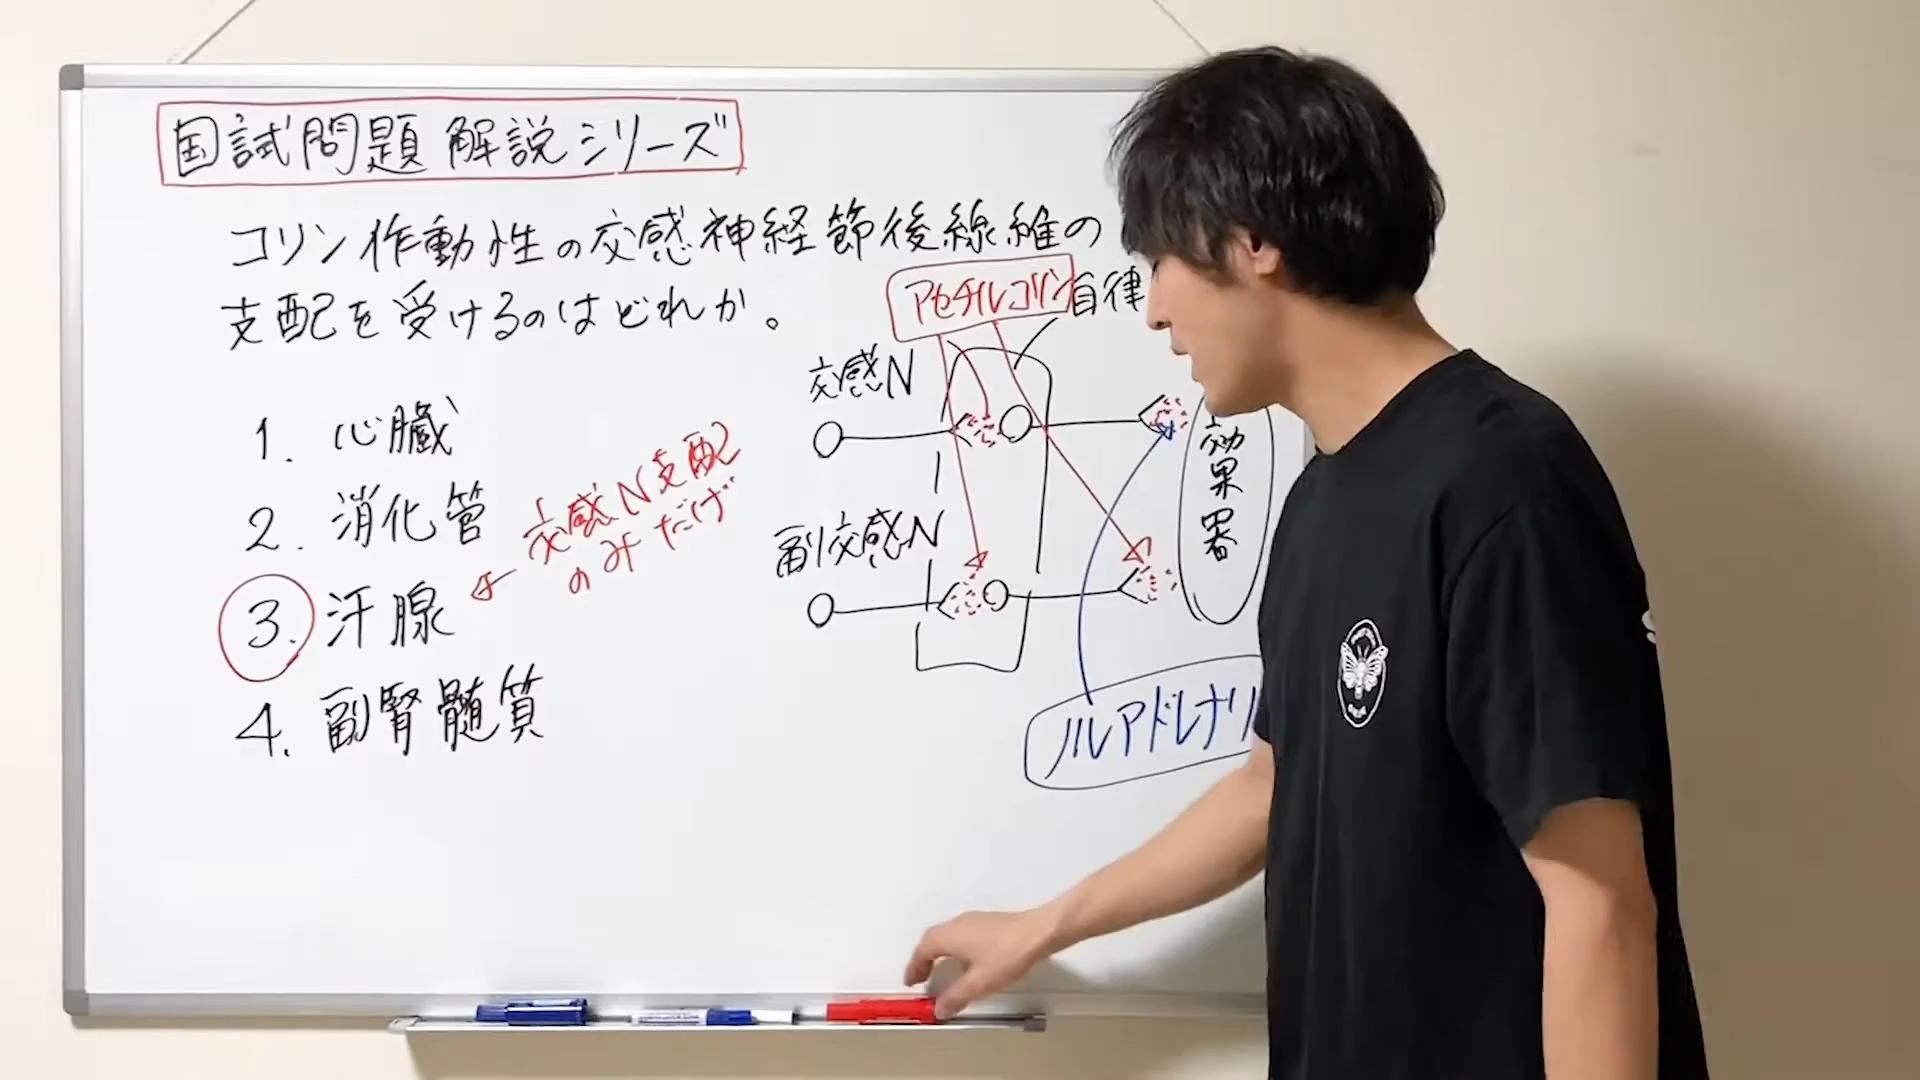 国試問題 解説シリーズ
コリン作動性の交感神経節後線維の
支配を受けるのはどれか。
1. 心臓
2. 消化管
3. 汗腺
4. 副腎髄質
交感N支配
のみ だけ
アセチルコリン
自律
交感N
副交感N
効果器
ノルアドレナリ